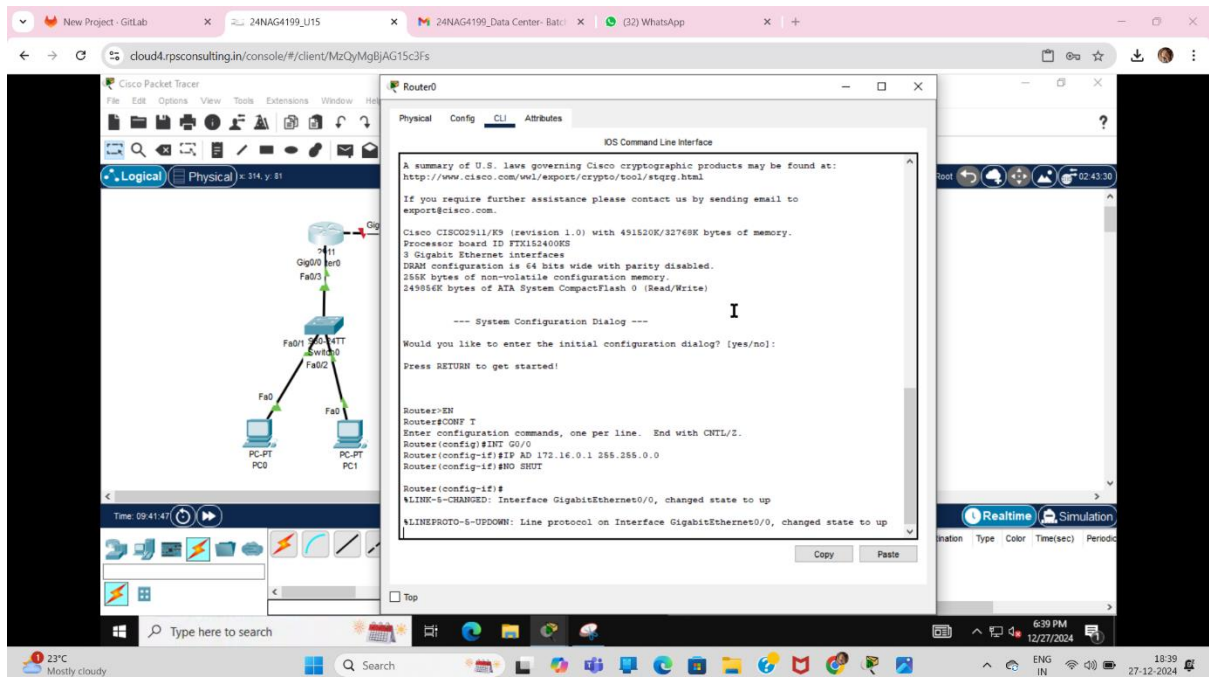 New Project · GitLab
24NAG4199_U15
24NAG4199_Data Center- Batc
(32) WhatsApp
cloud4.rpsconsulting.in/console/#/client/MzQyMgBjAG15c3Fs
Cisco Packet Tracer
File Edit Options View Tools Extensions Window Help
Logical
Physical
x: 314, y: 81
Root
02:43:30
Router0
Physical Config CLI Attributes
IOS Command Line Interface
A summary of U.S. laws governing Cisco cryptographic products may be found at:
http://www.cisco.com/wwl/export/crypto/tool/stqrg.html
If you require further assistance please contact us by sending email to
export@cisco.com.
Cisco CISCO2911/K9 (revision 1.0) with 491520K/32768K bytes of memory.
Processor board ID FTX152400KS
3 Gigabit Ethernet interfaces
DRAM configuration is 64 bits wide with parity disabled.
255K bytes of non-volatile configuration memory.
249856K bytes of ATA System CompactFlash 0 (Read/Write)
--- System Configuration Dialog ---
Would you like to enter the initial configuration dialog? [yes/no]:
Press RETURN to get started!
Router>EN
Router#CONF T
Enter configuration commands, one per line. End with CNTL/Z.
Router(config)#INT G0/0
Router(config-if)#IP AD 172.16.0.1 255.255.0.0
Router(config-if)#NO SHUT
Router(config-if)#
%LINK-5-CHANGED: Interface GigabitEthernet0/0, changed state to up
%LINEPROTO-5-UPDOWN: Line protocol on Interface GigabitEthernet0/0, changed state to up
Copy Paste
Top
Gig
Gig0/0
Fa0/3
Fa0/1
Switch0
Fa0/2
Fa0
Fa0
PC-PT
PC0
PC-PT
PC1
Time: 09:41:47
Realtime
Simulation
Type Color Time(sec) Periodic
Type here to search
6:39 PM
12/27/2024
1
23°C
Mostly cloudy
Search
ENG
IN
18:39
27-12-2024